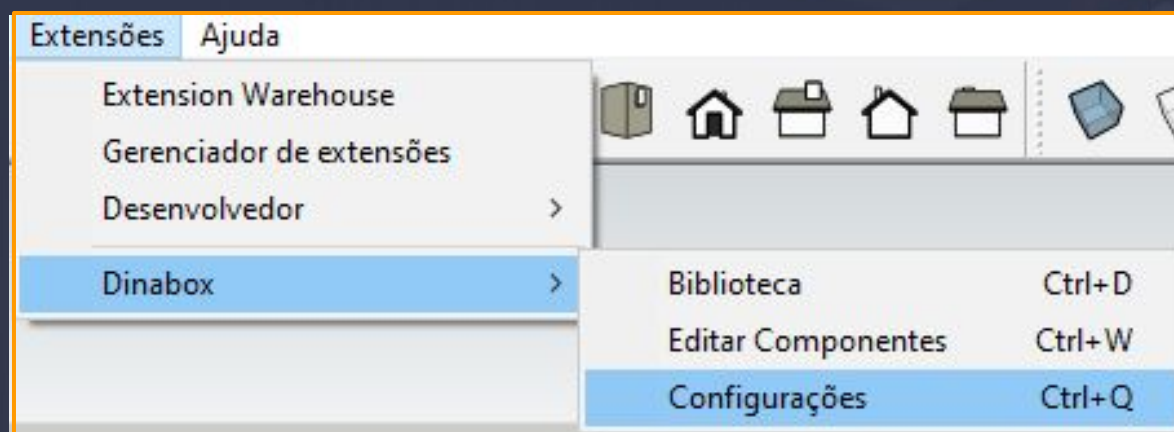 Extensões Ajuda
Extension Warehouse
Gerenciador de extensões
Desenvolvedor >
Dinabox >
Biblioteca Ctrl+D
Editar Componentes Ctrl+W
Configurações Ctrl+Q